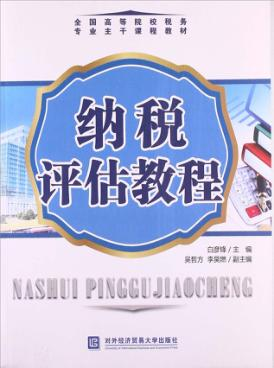 全国高等院校税务
专业主干课程教材
纳税
评估教程
白彦锋/主编
吴哲方 李昊燃/副主编
NASHUI PINGGUJIAOCHENG
对外经济贸易大学出版社